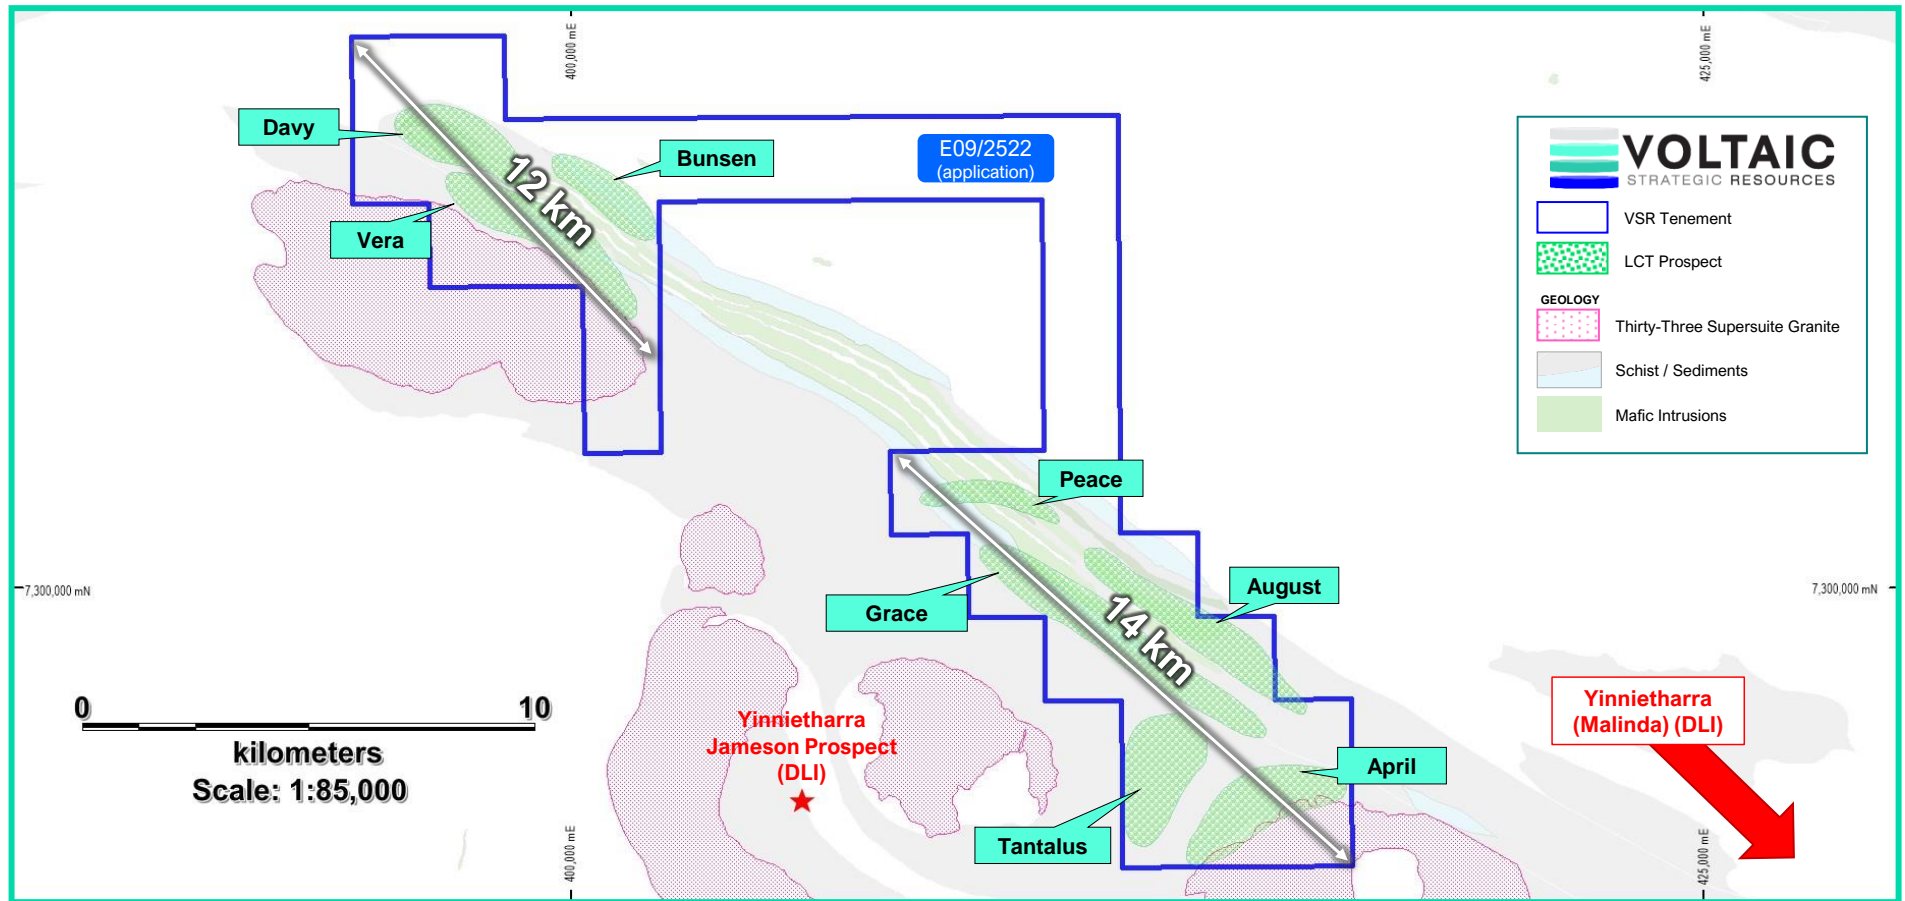 400,000 mE
425,000 mE
Davy
Bunsen
E09/2522
(application)
Vera
12 km
VOLTAIC
STRATEGIC RESOURCES
VSR Tenement
LCT Prospect
GEOLOGY
Thirty-Three Supersuite Granite
Schist / Sediments
Mafic Intrusions
Peace
7,300,000 mN
7,300,000 mN
August
Grace
14 km
0
10
kilometers
Scale: 1:85,000
Yinnietharra
Jameson Prospect
(DLI)
Yinnietharra
(Malinda) (DLI)
April
Tantalus
400,000 mE
425,000 mE